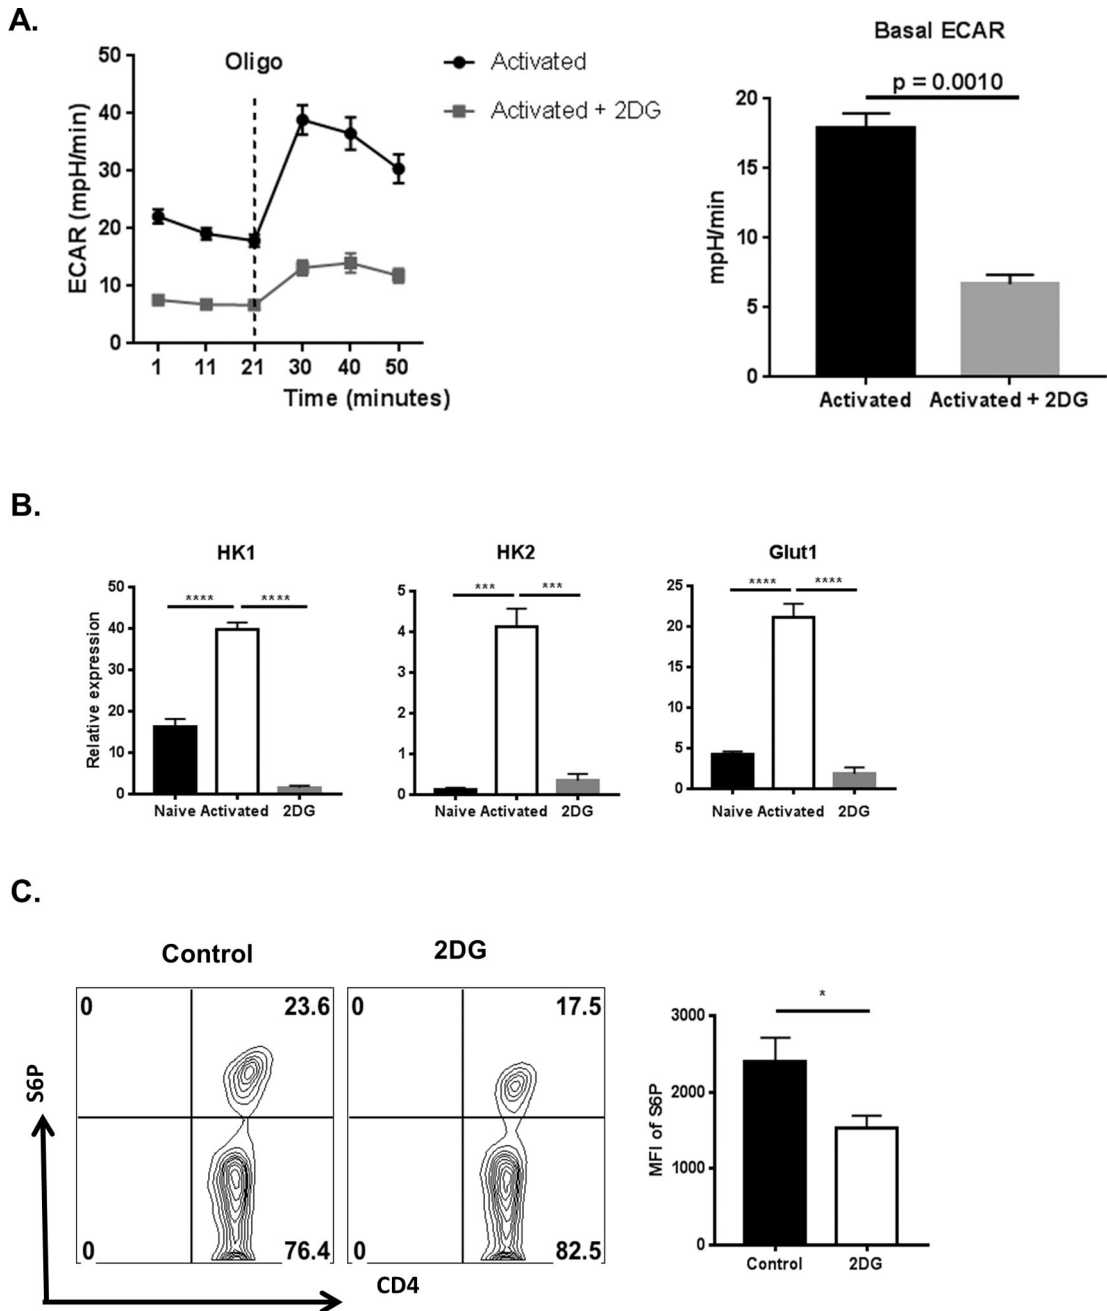 A.
Oligo
Activated
Activated + 2DG
ECAR (mpH/min)
50
40
30
20
10
0
1 11 21 30 40 50
Time (minutes)
Basal ECAR
p = 0.0010
mpH/min
20
15
10
5
0
Activated Activated + 2DG
B.
HK1
**** ****
Relative expression
50
40
30
20
10
0
Naive Activated 2DG
HK2
*** ***
5
4
3
2
1
0
Naive Activated 2DG
Glut1
**** ****
25
20
15
10
5
0
Naive Activated 2DG
C.
Control
0 23.6
0 76.4
2DG
0 17.5
0 82.5
S6P
CD4
*
MFI of S6P
3000
2000
1000
0
Control 2DG